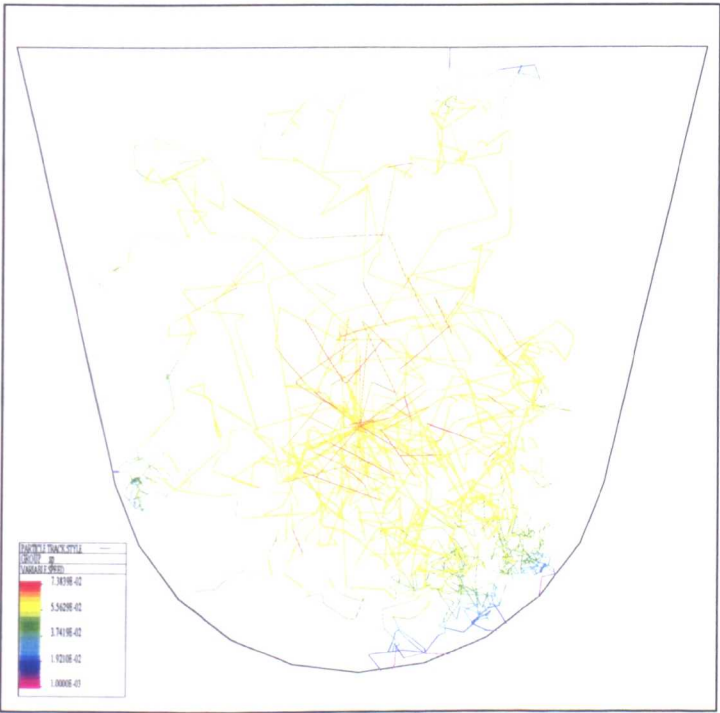 PARTICLE TRACK STYLE
GROUP
VARIABLE SPEED
7.3839E-02
5.5629E-02
3.7419E-02
1.9210E-02
1.0000E-03